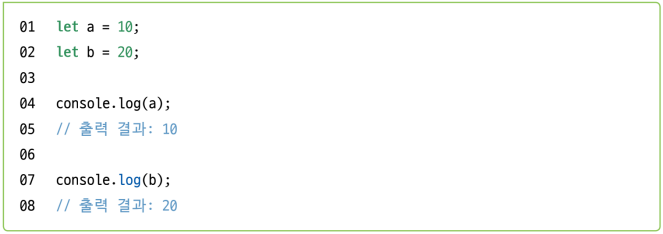 01 let a = 10;
02 let b = 20;
03
04 console.log(a);
05 // 출력 결과: 10
06
07 console.log(b);
08 // 출력 결과: 20